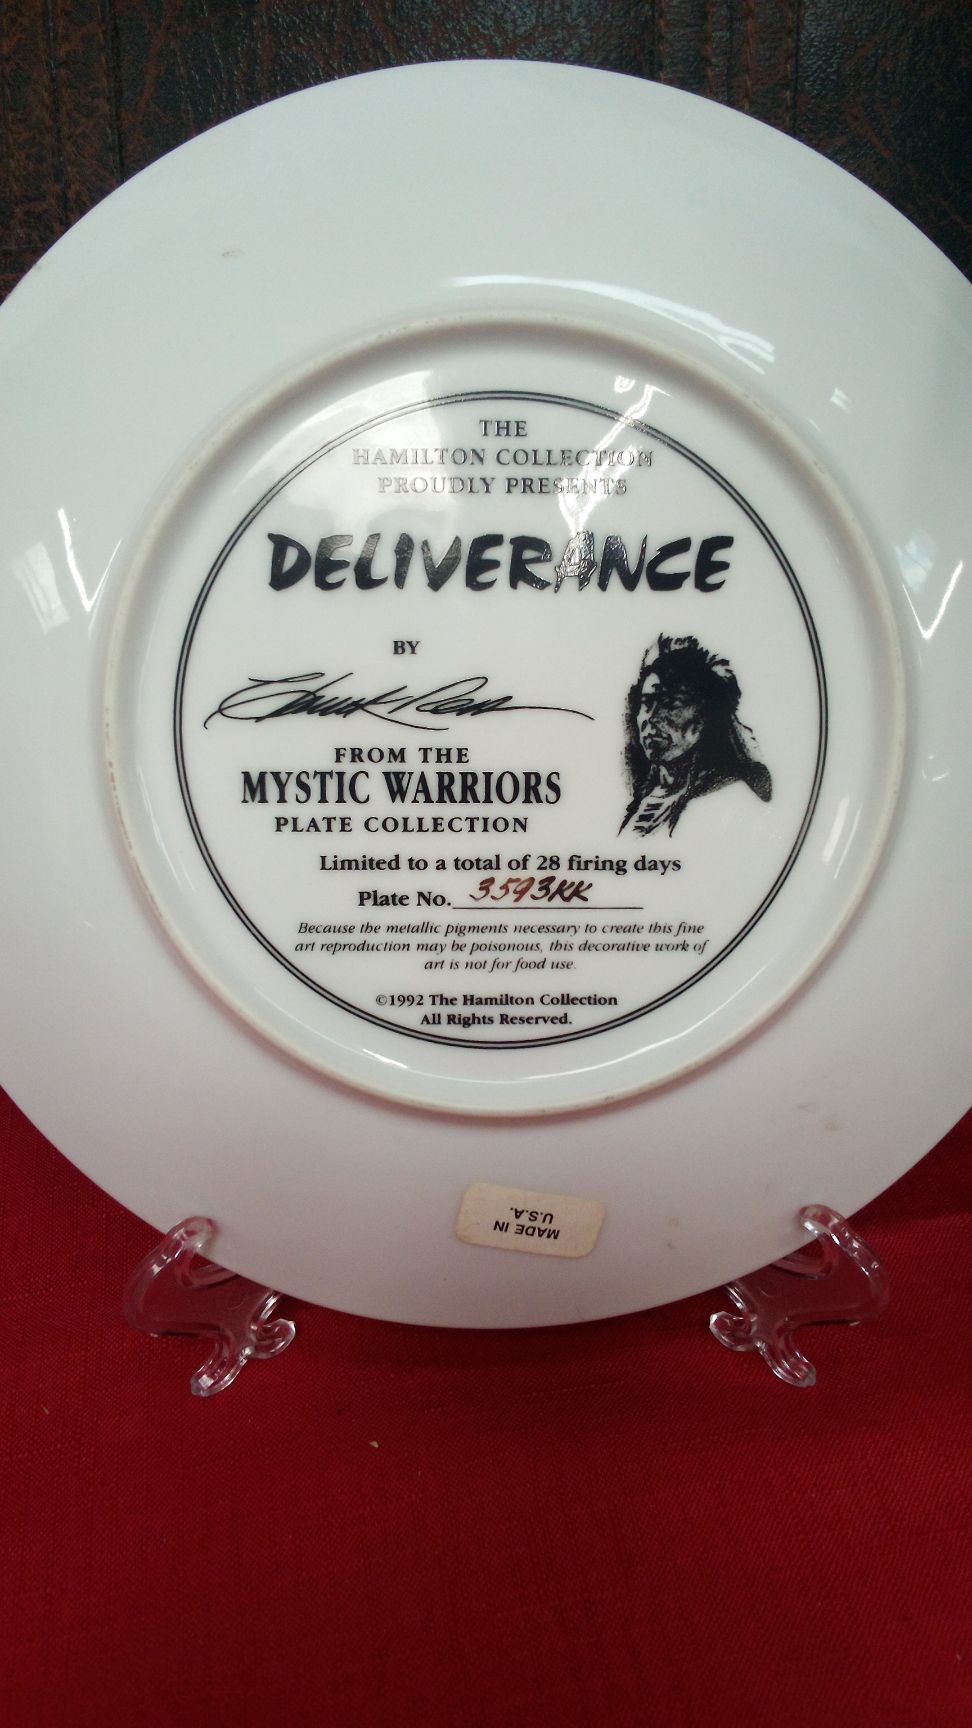 THE
HAMILTON COLLECTION
PROUDLY PRESENTS
DELIVERANCE
BY
Chuck Ren
FROM THE
MYSTIC WARRIORS
PLATE COLLECTION
Limited to a total of 28 firing days
Plate No. 3593KK
Because the metallic pigments necessary to create this fine
art reproduction may be poisonous, this decorative work of
art is not for food use.
©1992 The Hamilton Collection
All Rights Reserved.
MADE IN
U.S.A.